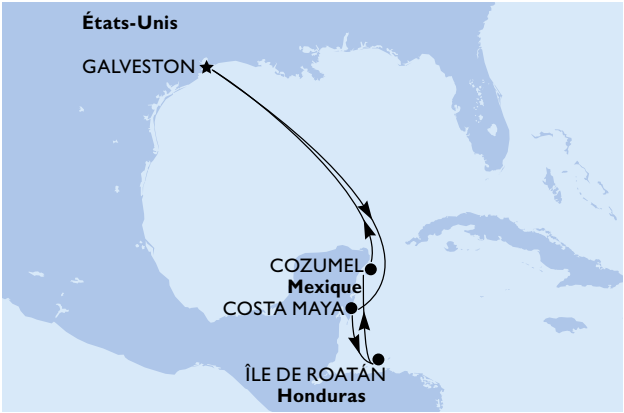 États-Unis
GALVESTON
COZUMEL
Mexique
COSTA MAYA
ÎLE DE ROATÁN
Honduras